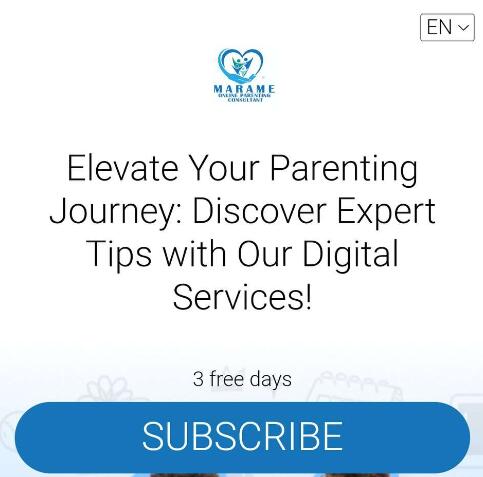 EN
MARAME
ONLINE PARENTING
CONSULTANT
Elevate Your Parenting
Journey: Discover Expert
Tips with Our Digital
Services!
3 free days
SUBSCRIBE